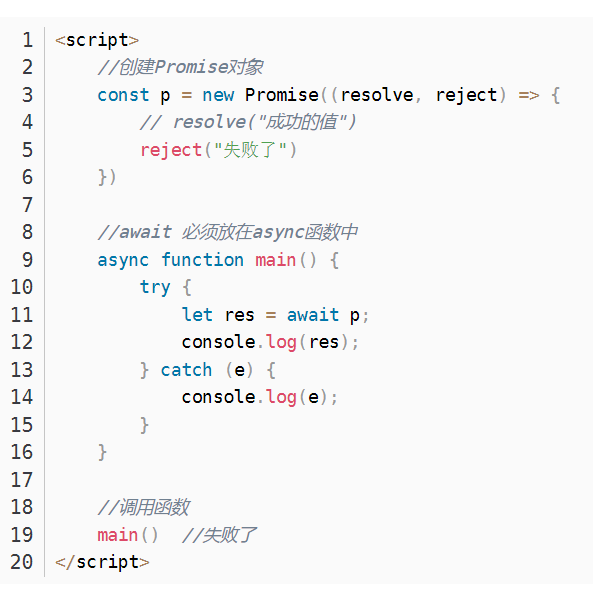 1 <script>
2 //创建Promise对象
3 const p = new Promise((resolve, reject) => {
4 // resolve("成功的值")
5 reject("失败了")
6 })
7
8 //await 必须放在async函数中
9 async function main() {
10 try {
11 let res = await p;
12 console.log(res);
13 } catch (e) {
14 console.log(e);
15 }
16 }
17
18 //调用函数
19 main()  //失败了
20 </script>